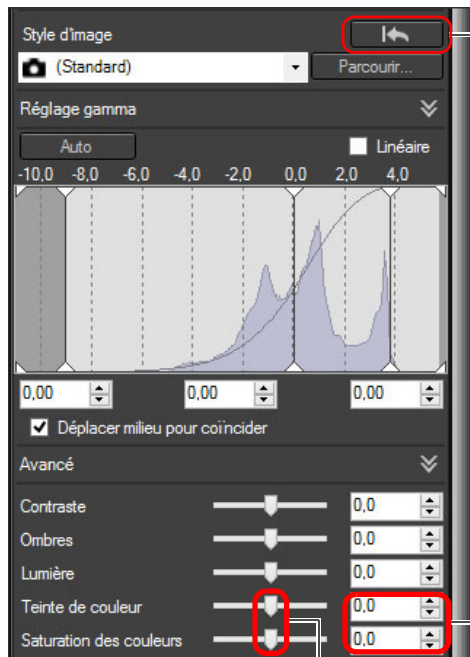 Style d'image
(Standard) Parcourir...
Réglage gamma
Auto Linéaire
-10,0 -8,0 -6,0 -4,0 -2,0 0,0 2,0 4,0
0,00 0,00 0,00
Déplacer milieu pour coïncider
Avancé
Contraste 0,0
Ombres 0,0
Lumière 0,0
Teinte de couleur 0,0
Saturation des couleurs 0,0